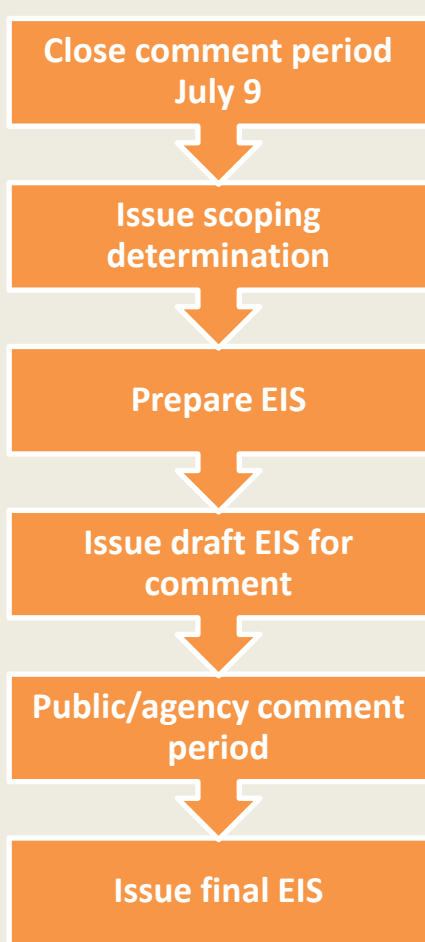 Close comment period
July 9
Issue scoping
determination
Prepare EIS
Issue draft EIS for
comment
Public/agency comment
period
Issue final EIS